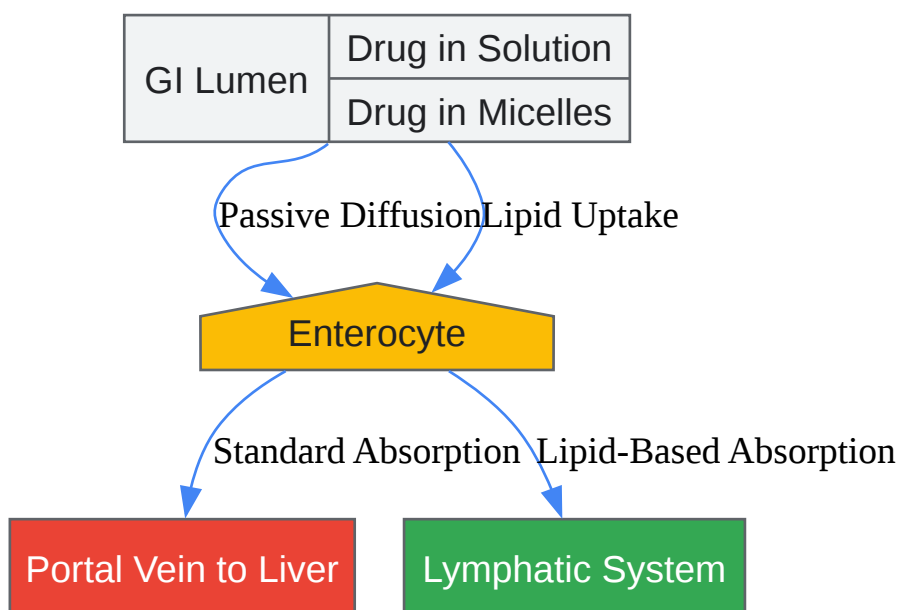 GI Lumen
Drug in Solution
Drug in Micelles
Passive Diffusion
Lipid Uptake
Enterocyte
Standard Absorption
Lipid-Based Absorption
Portal Vein to Liver
Lymphatic System